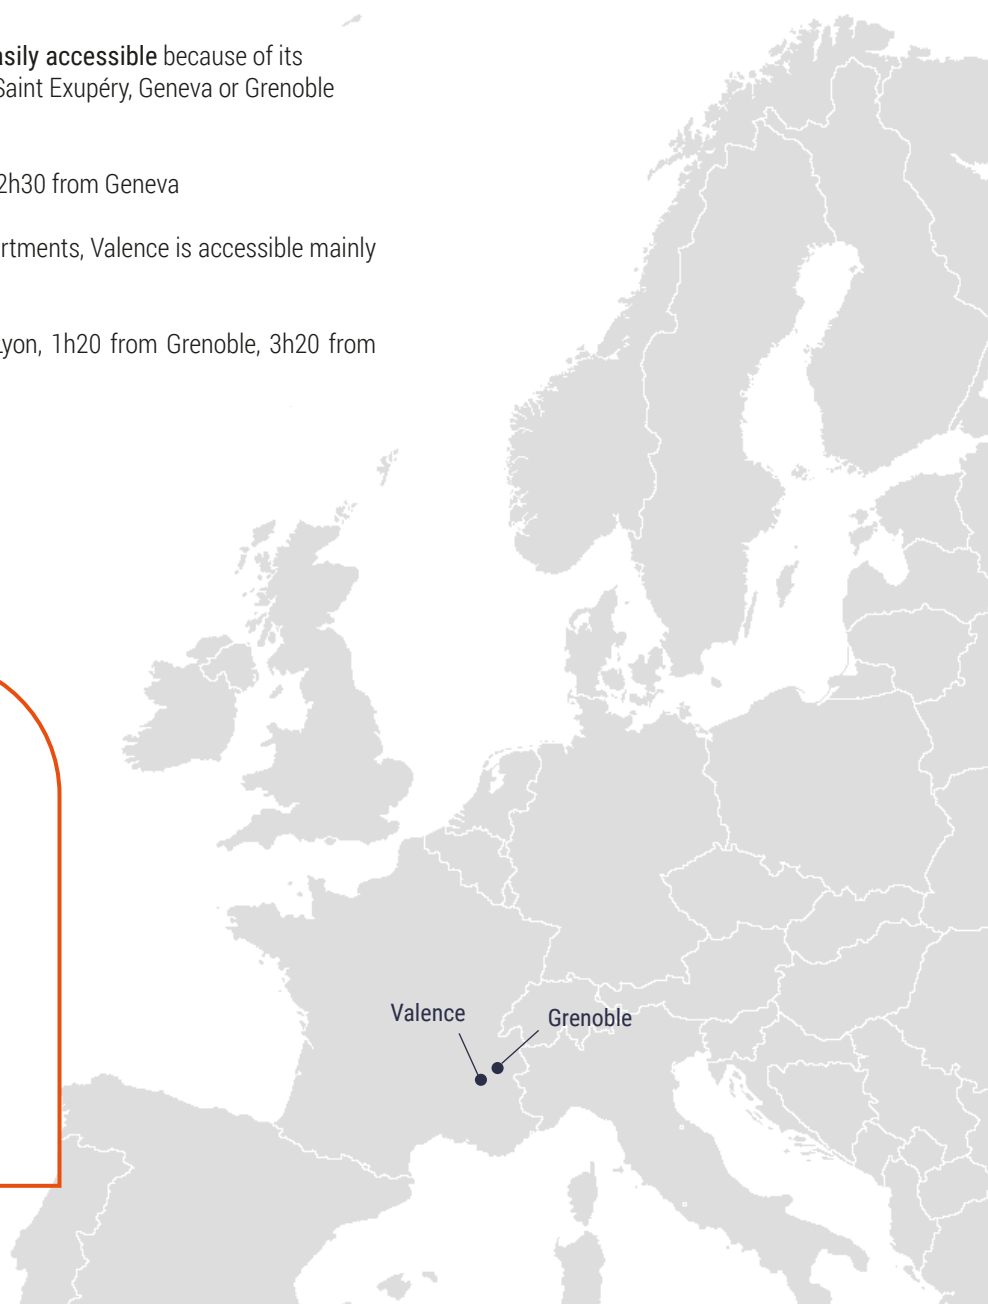 asily accessible because of its
Saint Exupéry, Geneva or Grenoble
2h30 from Geneva
rtments, Valence is accessible mainly
Lyon, 1h20 from Grenoble, 3h20 from
Valence
Grenoble